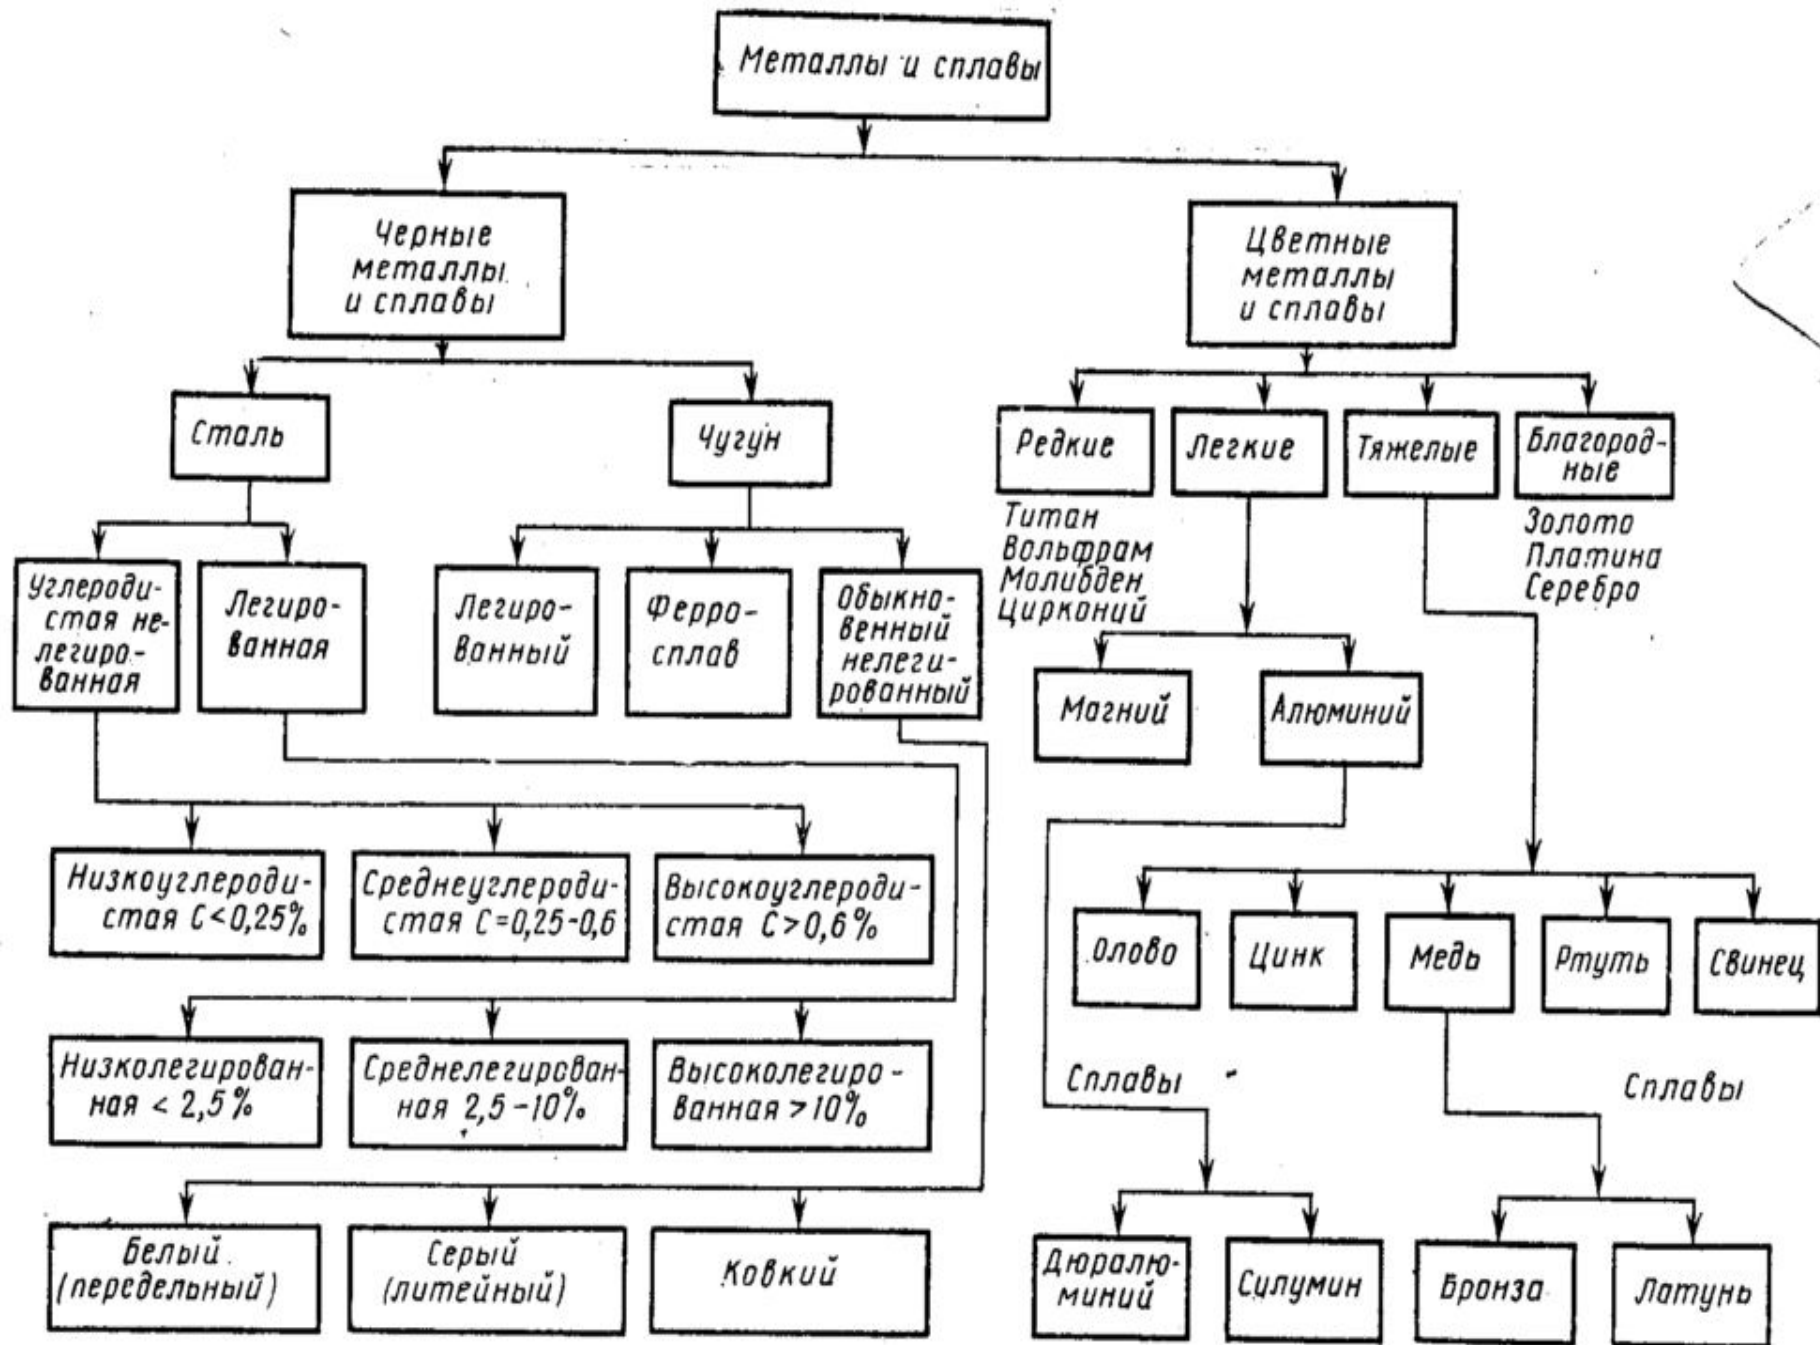 Металлы и сплавы
Черные
металлы
и сплавы
Цветные
металлы
и сплавы
Сталь
Чугун
Редкие
Легкие
Тяжелые
Благород-
ные
Титан
Вольфрам
Молибден
Цирконий
Золото
Платина
Серебро
Углероди-
стая не-
легиро-
ванная
Легиро-
ванная
Легиро-
ванный
Ферро-
сплав
Обыкно-
венный
нелеги-
рованный
Магний
Алюминий
Низкоуглероди-
стая C<0,25%
Среднеуглероди-
стая C=0,25-0,6
Высокоуглероди-
стая C>0,6%
Олово
Цинк
Медь
Ртуть
Свинец
Низколегирован-
ная < 2,5%
Среднелегирован-
ная 2,5-10%
Высоколегиро-
ванная >10%
Сплавы
Сплавы
Белый
(передельный)
Серый
(литейный)
Ковкий
Дюралю-
миний
Силумин
Бронза
Латунь